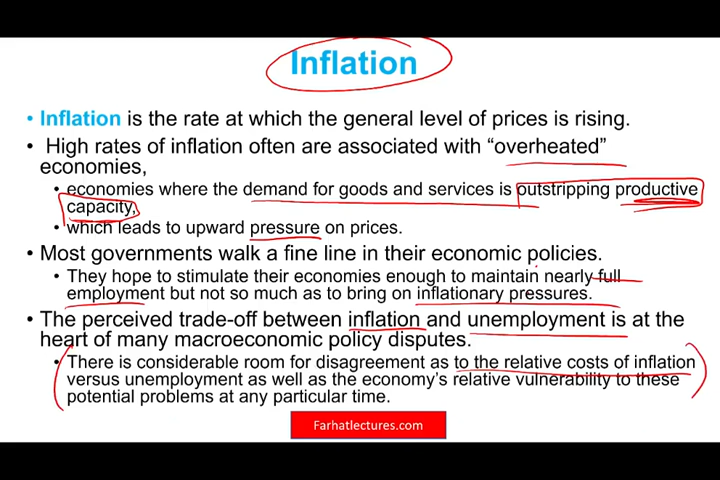 Inflation
• Inflation is the rate at which the general level of prices is rising.
• High rates of inflation often are associated with “overheated”
economies,
• economies where the demand for goods and services is outstripping productive
capacity,
• which leads to upward pressure on prices.
• Most governments walk a fine line in their economic policies.
• They hope to stimulate their economies enough to maintain nearly full
employment but not so much as to bring on inflationary pressures.
• The perceived trade-off between inflation and unemployment is at the
heart of many macroeconomic policy disputes.
• There is considerable room for disagreement as to the relative costs of inflation
versus unemployment as well as the economy’s relative vulnerability to these
potential problems at any particular time.
Farhatlectures.com